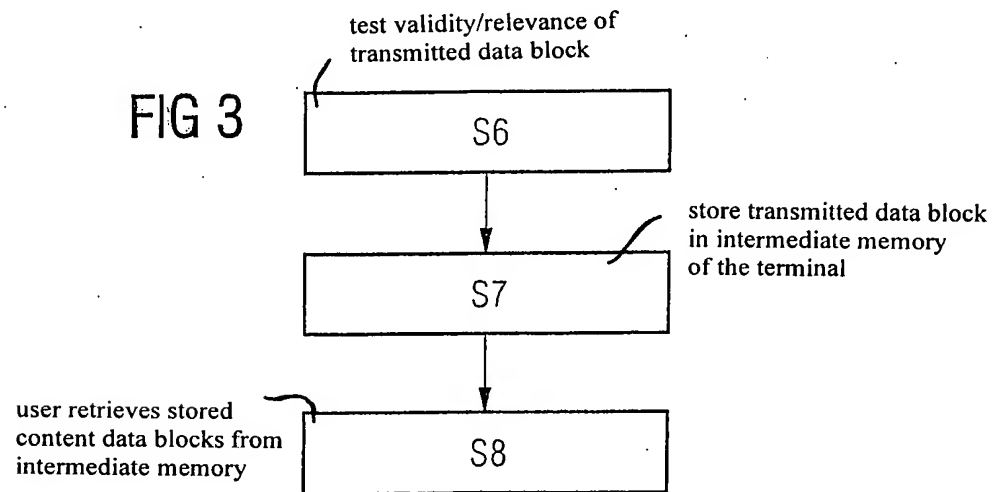 test validity/relevance of
transmitted data block
FIG 3
S6
store transmitted data block
in intermediate memory
of the terminal
S7
user retrieves stored
content data blocks from
intermediate memory
S8